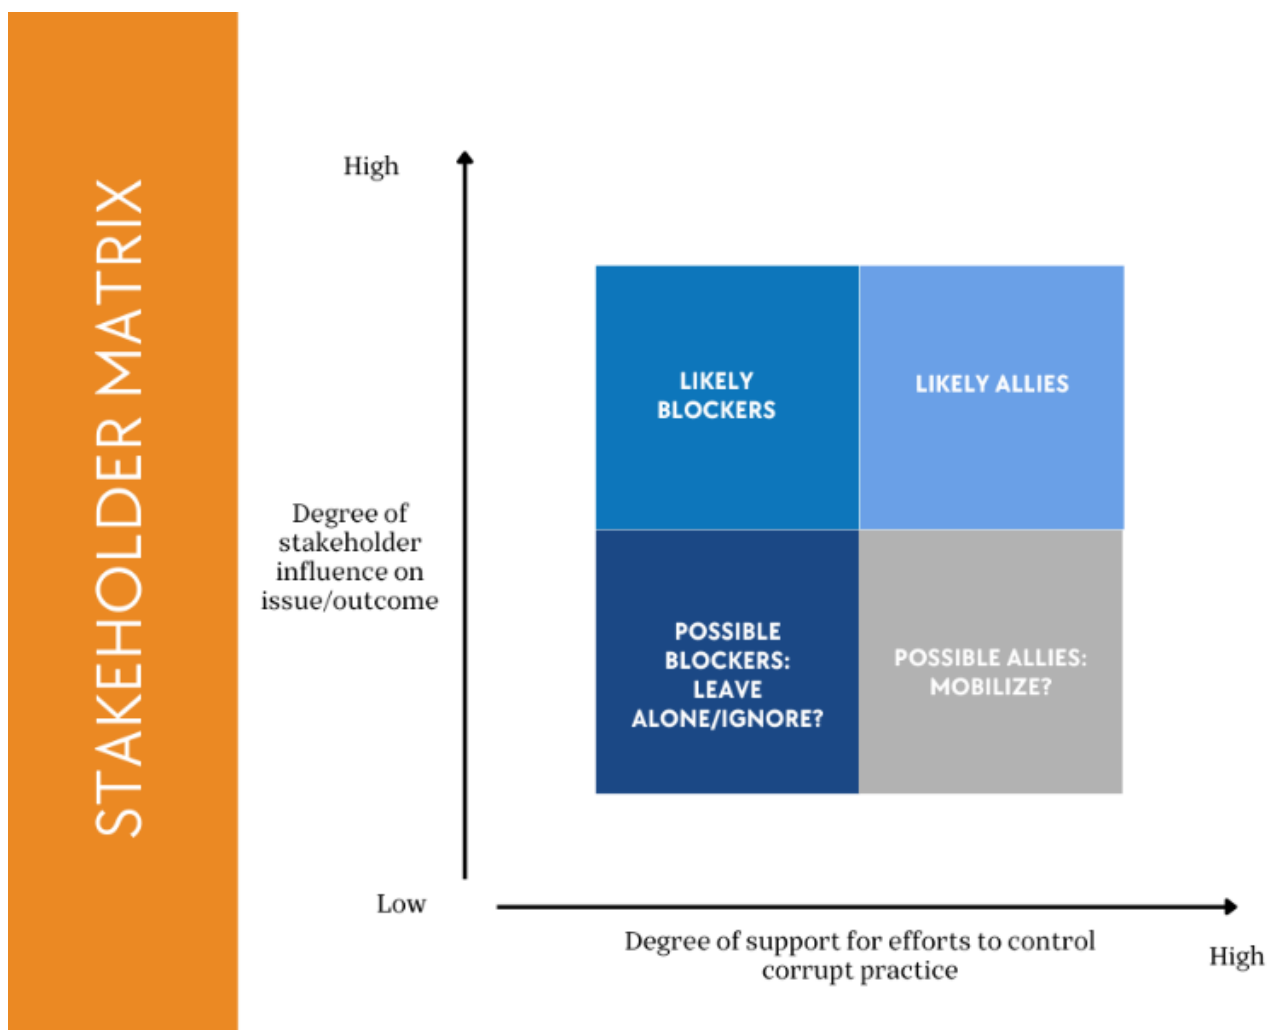 STAKEHOLDER MATRIX
High
Degree of
stakeholder
influence on
issue/outcome
Low
LIKELY
BLOCKERS
LIKELY ALLIES
POSSIBLE
BLOCKERS:
LEAVE
ALONE/IGNORE?
POSSIBLE ALLIES:
MOBILIZE?
Degree of support for efforts to control
corrupt practice
High